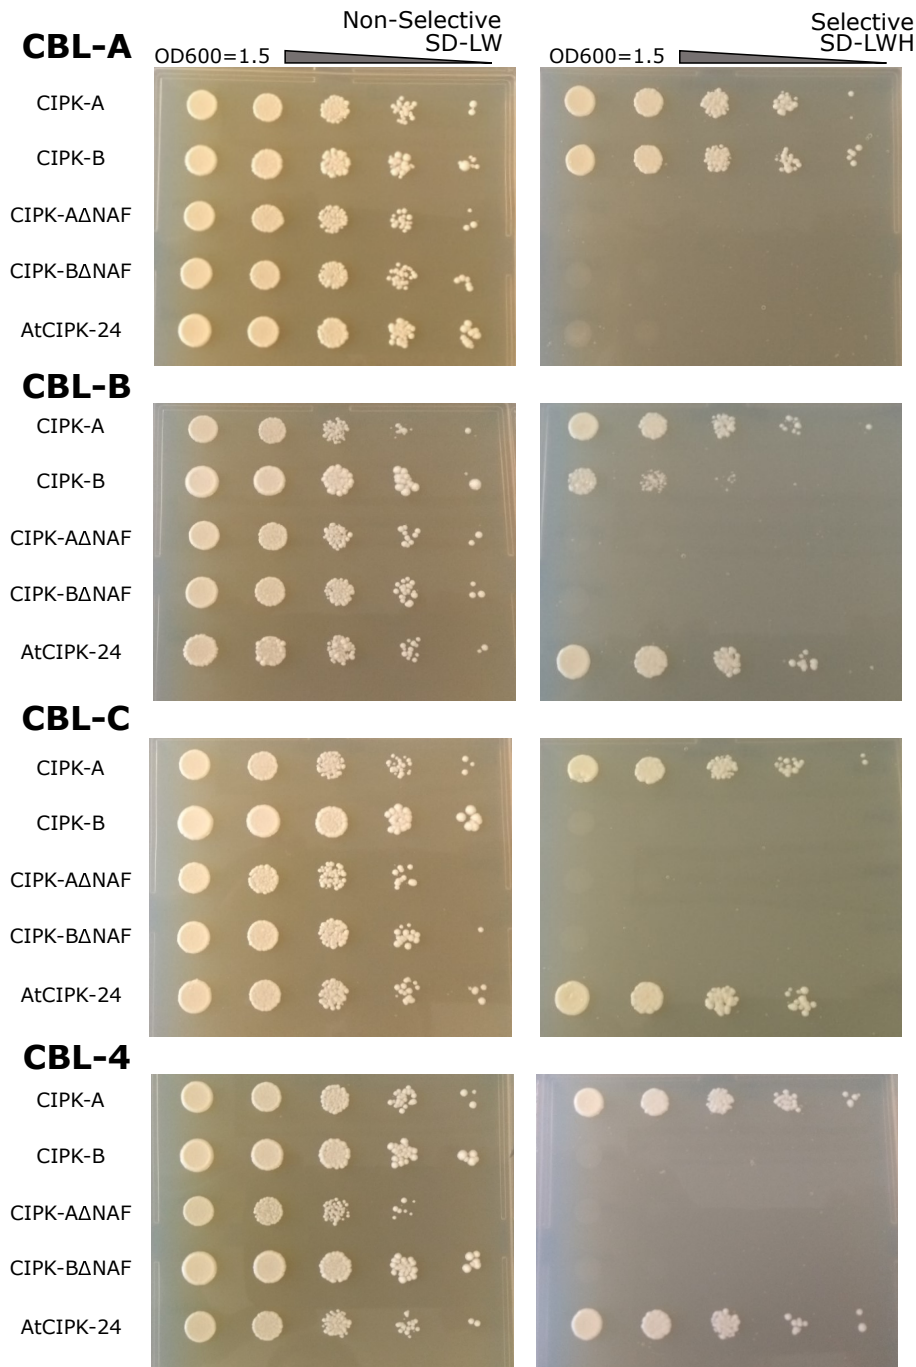 Non-Selective
SD-LW
Selective
SD-LWH
CBL-A
OD600=1.5
OD600=1.5
CIPK-A
CIPK-B
CIPK-AΔNAF
CIPK-BΔNAF
AtCIPK-24
CBL-B
CIPK-A
CIPK-B
CIPK-AΔNAF
CIPK-BΔNAF
AtCIPK-24
CBL-C
CIPK-A
CIPK-B
CIPK-AΔNAF
CIPK-BΔNAF
AtCIPK-24
CBL-4
CIPK-A
CIPK-B
CIPK-AΔNAF
CIPK-BΔNAF
AtCIPK-24